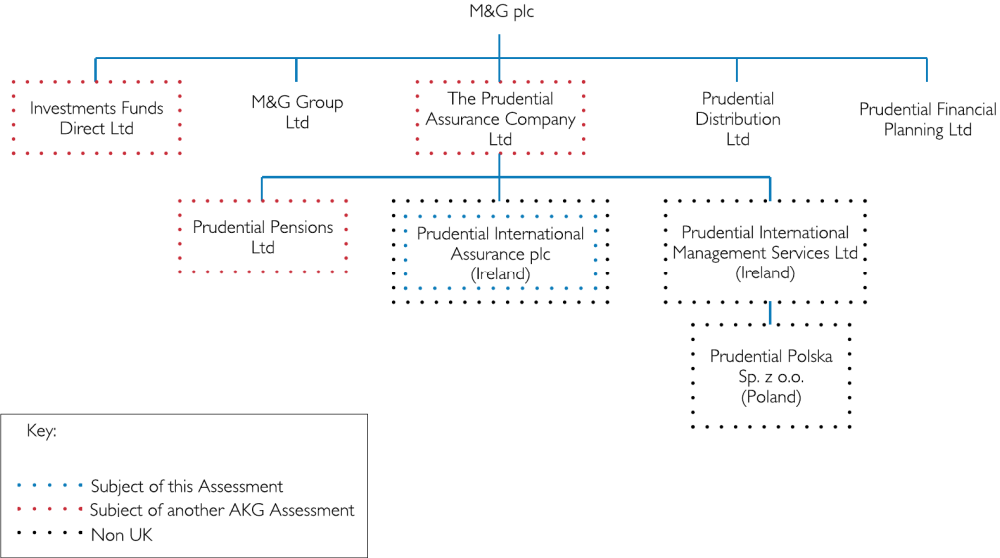 M&G plc
Investments Funds
Direct Ltd
M&G Group
Ltd
The Prudential
Assurance Company
Ltd
Prudential
Distribution
Ltd
Prudential Financial
Planning Ltd
Prudential Pensions
Ltd
Prudential International
Assurance plc
(Ireland)
Prudential International
Management Services Ltd
(Ireland)
Prudential Polska
Sp. z o.o.
(Poland)
Key:
Subject of this Assessment
Subject of another AKG Assessment
Non UK